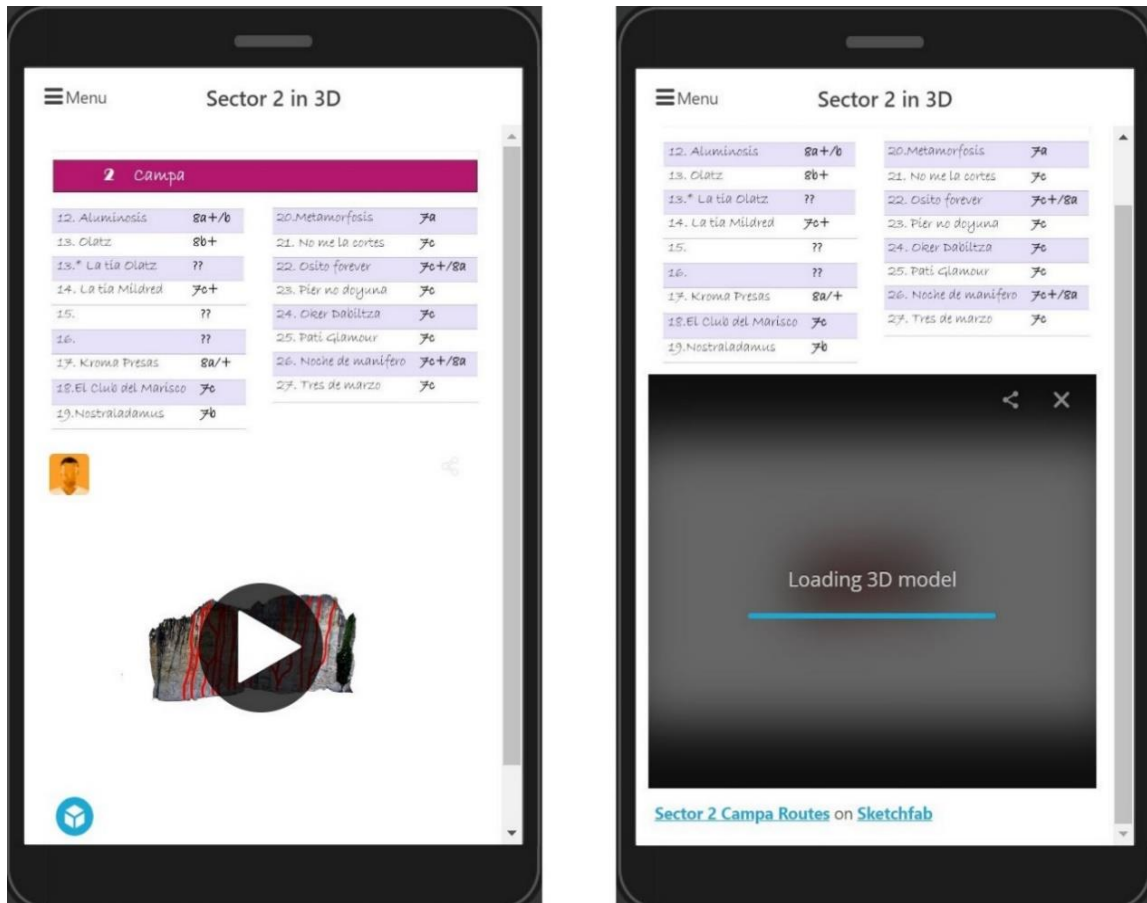 Menu
Sector 2 in 3D
2 Campa
12. Aluminosis 8a+/b
13. Olatz 8b+
13.* La tia Olatz ??
14. La tia Mildred 7c+
15. ??
16. ??
17. Kroma Presas 8a/+
18.El Club del Marisco 7c
19.Nostraladamus 7b
20.Metamorfosis 7a
21. No me la cortes 7c
22. Osito forever 7c+/8a
23. Pier no doyuna 7c
24. Oker Dabiltza 7c
25. Pati Glamour 7c
26. Noche de manifero 7c+/8a
27. Tres de marzo 7c
Menu
Sector 2 in 3D
12. Aluminosis 8a+/b
13. Olatz 8b+
13.* La tia Olatz ??
14. La tia Mildred 7c+
15. ??
16. ??
17. Kroma Presas 8a/+
18.El Club del Marisco 7c
19.Nostraladamus 7b
20.Metamorfosis 7a
21. No me la cortes 7c
22. Osito forever 7c+/8a
23. Pier no doyuna 7c
24. Oker Dabiltza 7c
25. Pati Glamour 7c
26. Noche de manifero 7c+/8a
27. Tres de marzo 7c
Loading 3D model
Sector 2 Campa Routes on Sketchfab